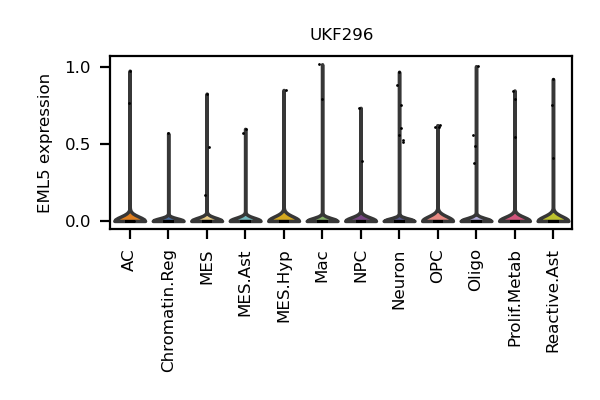 UKF296
EML5 expression
1.0
0.5
0.0
AC
Chromatin.Reg
MES
MES.Ast
MES.Hyp
Mac
NPC
Neuron
OPC
Oligo
Prolif.Metab
Reactive.Ast